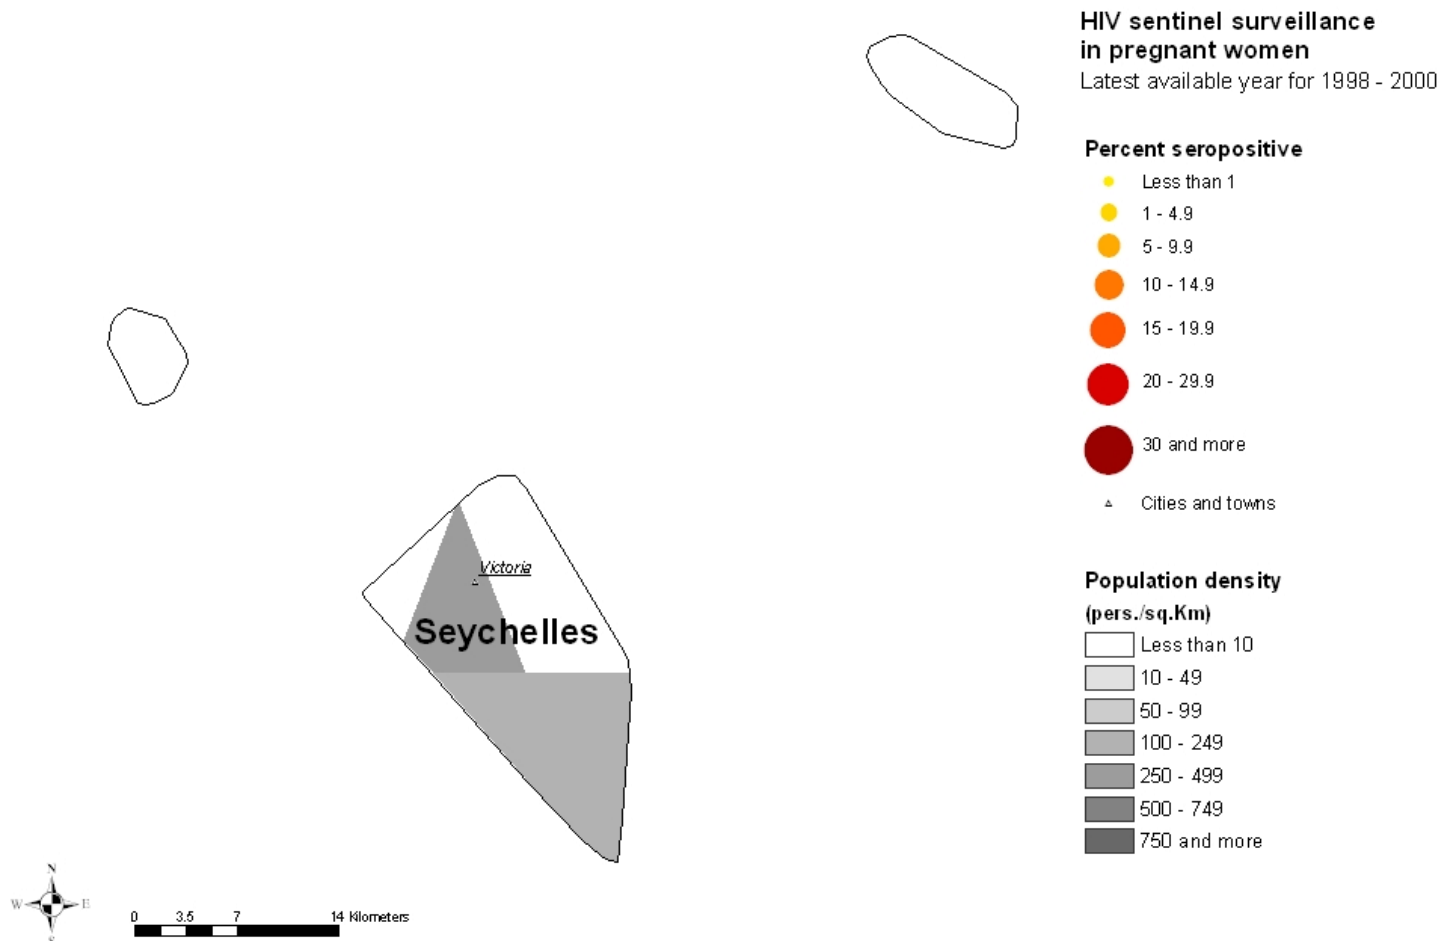 HIV sentinel surveillance
in pregnant women
Latest available year for 1998 - 2000
Percent seropositive
Less than 1
1 - 4.9
5 - 9.9
10 - 14.9
15 - 19.9
20 - 29.9
30 and more
Cities and towns
Victoria
Seychelles
Population density
(pers./sq.Km)
Less than 10
10 - 49
50 - 99
100 - 249
250 - 499
500 - 749
750 and more
N
W E
S
0 3.5 7 14 Kilometers